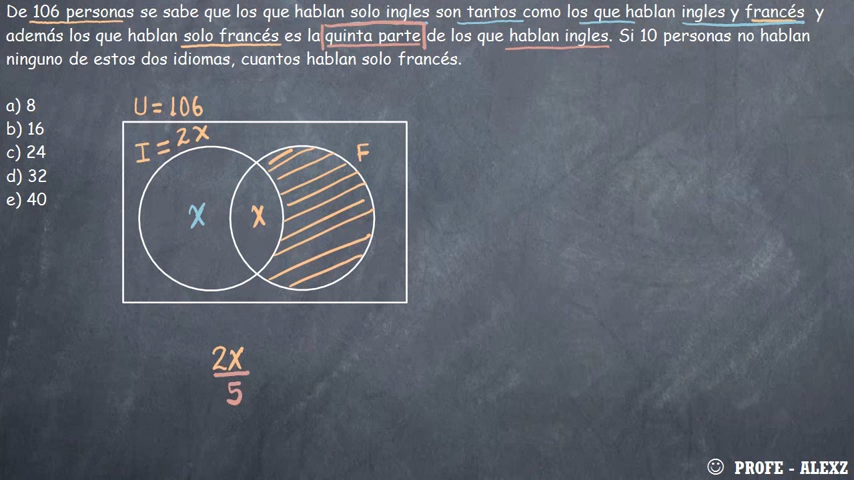 De 106 personas se sabe que los que hablan solo ingles son tantos como los que hablan ingles y francés y
además los que hablan solo francés es la quinta parte de los que hablan ingles. Si 10 personas no hablan
ninguno de estos dos idiomas, cuantos hablan solo francés.
a) 8
b) 16
c) 24
d) 32
e) 40
U = 106
I = 2x
F
x
x
2x
5
PROFE - ALEXZ